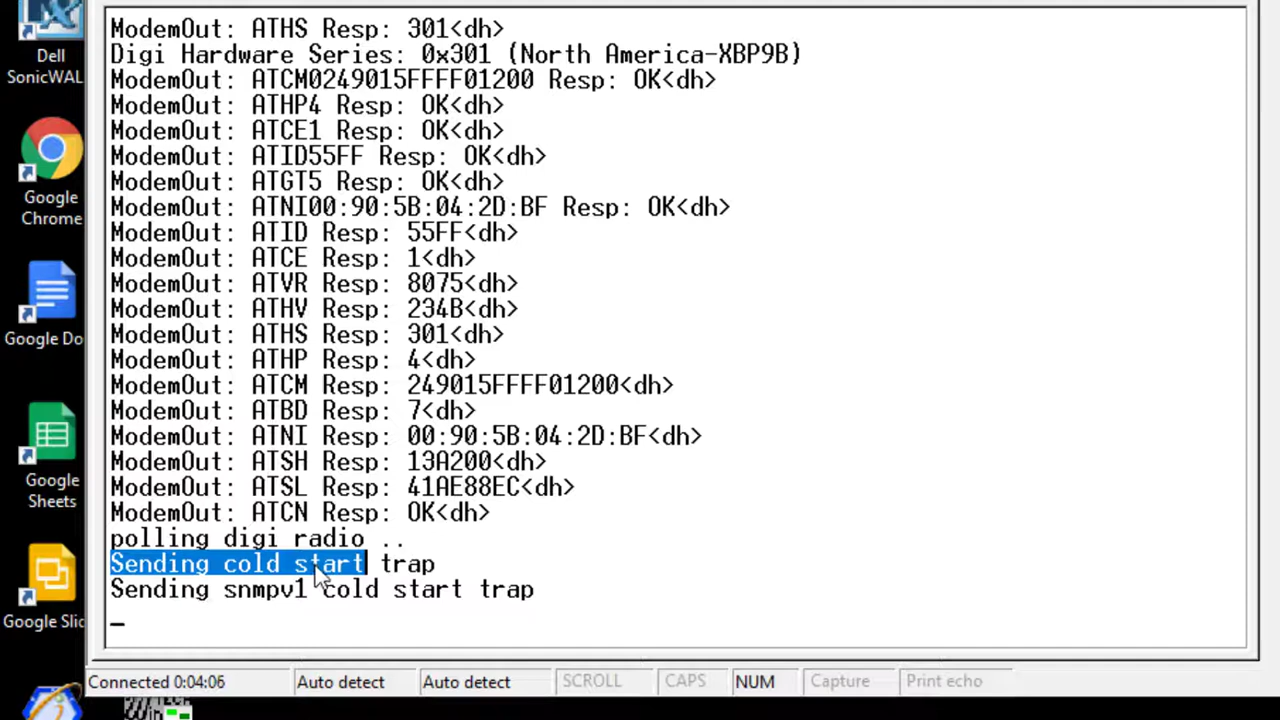 Dell
SonicWAL
Google
Chrome
Google Do
Google
Sheets
Google Slid
ModemOut: ATHS Resp: 301<dh>
Digi Hardware Series: 0x301 (North America-XBP9B)
ModemOut: ATCM0249015FFFF01200 Resp: OK<dh>
ModemOut: ATHP4 Resp: OK<dh>
ModemOut: ATCE1 Resp: OK<dh>
ModemOut: ATID55FF Resp: OK<dh>
ModemOut: ATGT5 Resp: OK<dh>
ModemOut: ATNI00:90:5B:04:2D:BF Resp: OK<dh>
ModemOut: ATID Resp: 55FF<dh>
ModemOut: ATCE Resp: 1<dh>
ModemOut: ATVR Resp: 8075<dh>
ModemOut: ATHV Resp: 234B<dh>
ModemOut: ATHS Resp: 301<dh>
ModemOut: ATHP Resp: 4<dh>
ModemOut: ATCM Resp: 249015FFFF01200<dh>
ModemOut: ATBD Resp: 7<dh>
ModemOut: ATNI Resp: 00:90:5B:04:2D:BF<dh>
ModemOut: ATSH Resp: 13A200<dh>
ModemOut: ATSL Resp: 41AE88EC<dh>
ModemOut: ATCN Resp: OK<dh>
polling digi radio ..
Sending cold start trap
Sending snmpv1 cold start trap
Connected 0:04:06 Auto detect Auto detect SCROLL CAPS NUM Capture Print echo